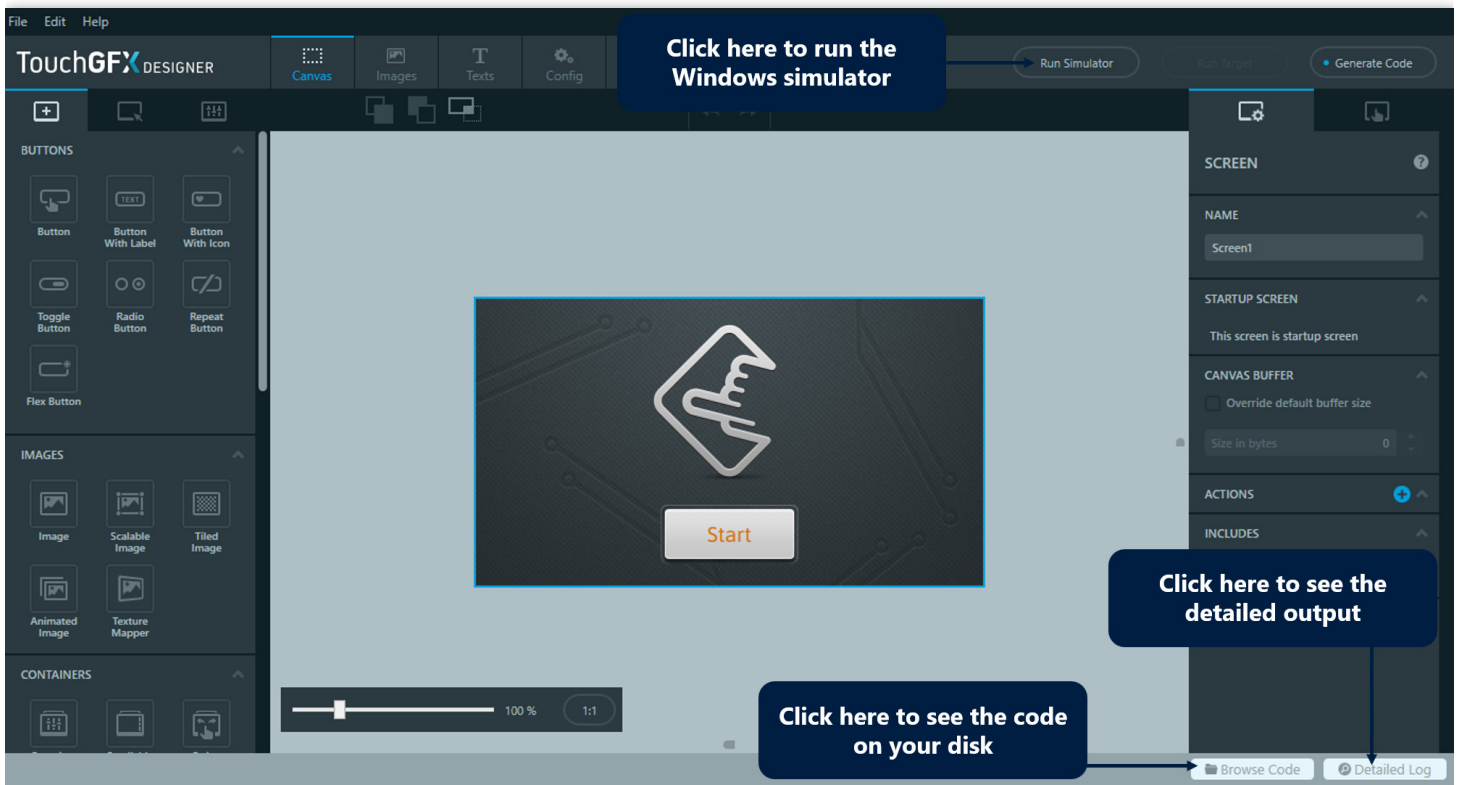 File Edit Help
TouchGFX DESIGNER
Canvas
Images
Texts
Config
Click here to run the
Windows simulator
Run Simulator
Run Target
Generate Code
BUTTONS
Button
Button
With Label
TEXT
Button
With Icon
Toggle
Button
Radio
Button
Repeat
Button
Flex Button
IMAGES
Image
Scalable
Image
Tiled
Image
Animated
Image
Texture
Mapper
CONTAINERS
Start
100 %
1:1
SCREEN
NAME
Screen1
STARTUP SCREEN
This screen is startup screen
CANVAS BUFFER
Override default buffer size
Size in bytes 0
ACTIONS
INCLUDES
Click here to see the
detailed output
Click here to see the code
on your disk
Browse Code
Detailed Log